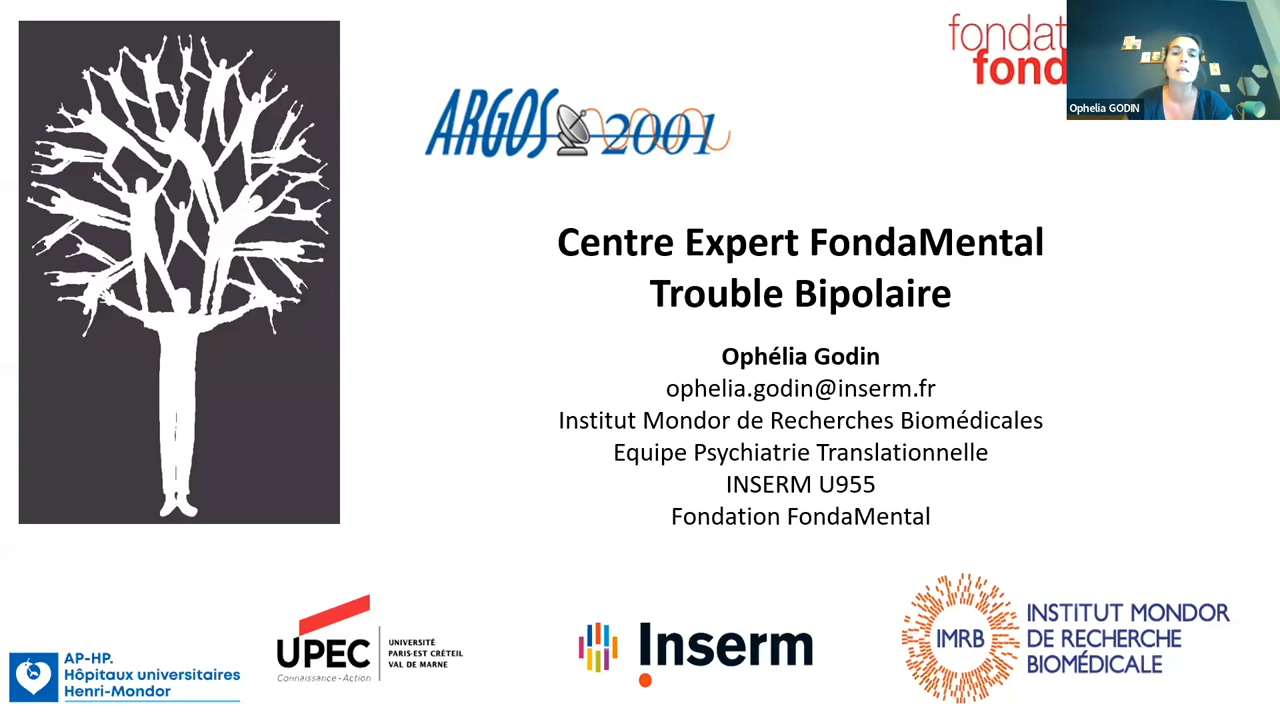 fondat
fond
Ophelia GODIN
ARGOS 2001
Centre Expert FondaMental
Trouble Bipolaire
Ophélia Godin
ophelia.godin@inserm.fr
Institut Mondor de Recherches Biomédicales
Equipe Psychiatrie Translationnelle
INSERM U955
Fondation FondaMental
AP-HP.
Hôpitaux universitaires
Henri-Mondor
UPEC
Connaissance - Action
UNIVERSITÉ
PARIS-EST CRÉTEIL
VAL DE MARNE
Inserm
IMRB
INSTITUT MONDOR
DE RECHERCHE
BIOMÉDICALE